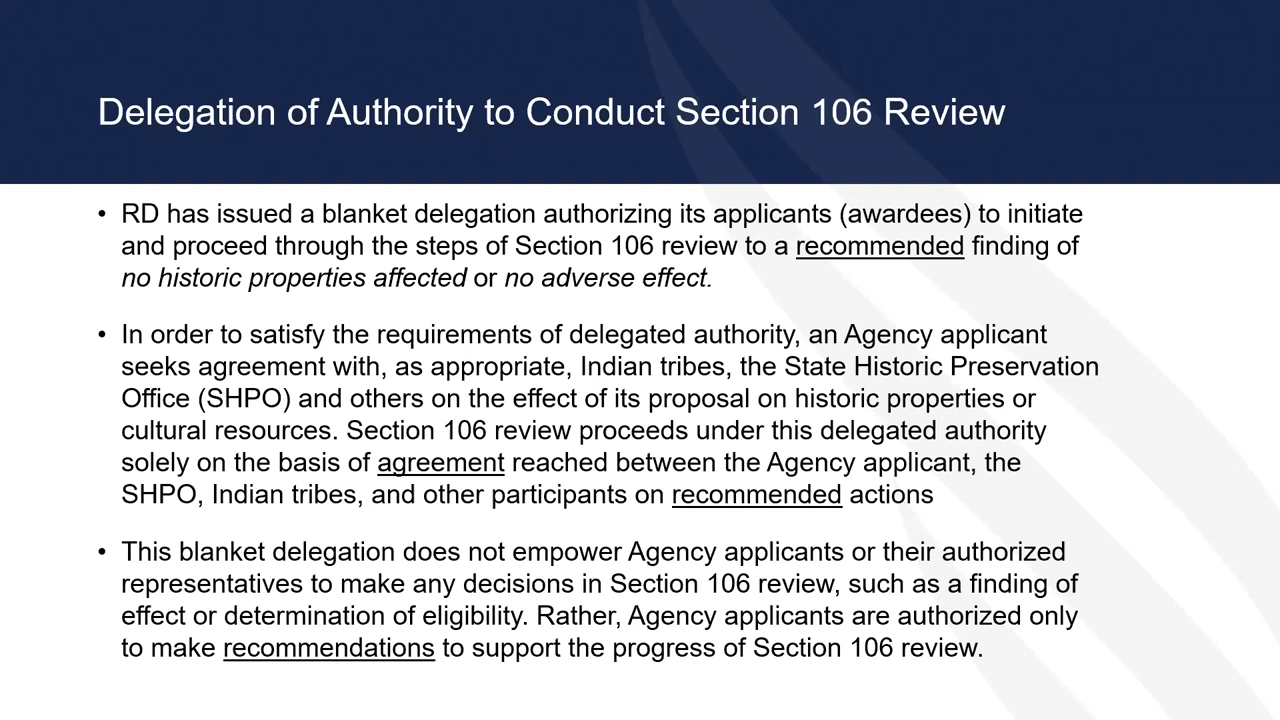 Delegation of Authority to Conduct Section 106 Review
• RD has issued a blanket delegation authorizing its applicants (awardees) to initiate
and proceed through the steps of Section 106 review to a recommended finding of
no historic properties affected or no adverse effect.
• In order to satisfy the requirements of delegated authority, an Agency applicant
seeks agreement with, as appropriate, Indian tribes, the State Historic Preservation
Office (SHPO) and others on the effect of its proposal on historic properties or
cultural resources. Section 106 review proceeds under this delegated authority
solely on the basis of agreement reached between the Agency applicant, the
SHPO, Indian tribes, and other participants on recommended actions
• This blanket delegation does not empower Agency applicants or their authorized
representatives to make any decisions in Section 106 review, such as a finding of
effect or determination of eligibility. Rather, Agency applicants are authorized only
to make recommendations to support the progress of Section 106 review.